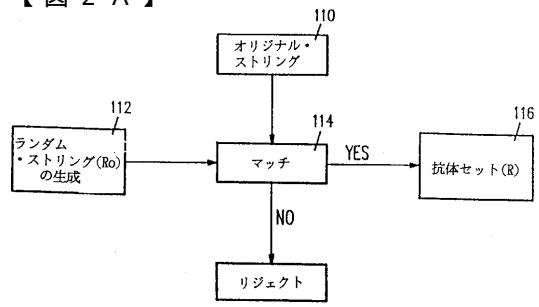 【図2A】
110
オリジナル・
ストリング
112
ランダム
・ストリング(Ro)
の生成
114
マッチ
YES
116
抗体セット(R)
NO
リジェクト